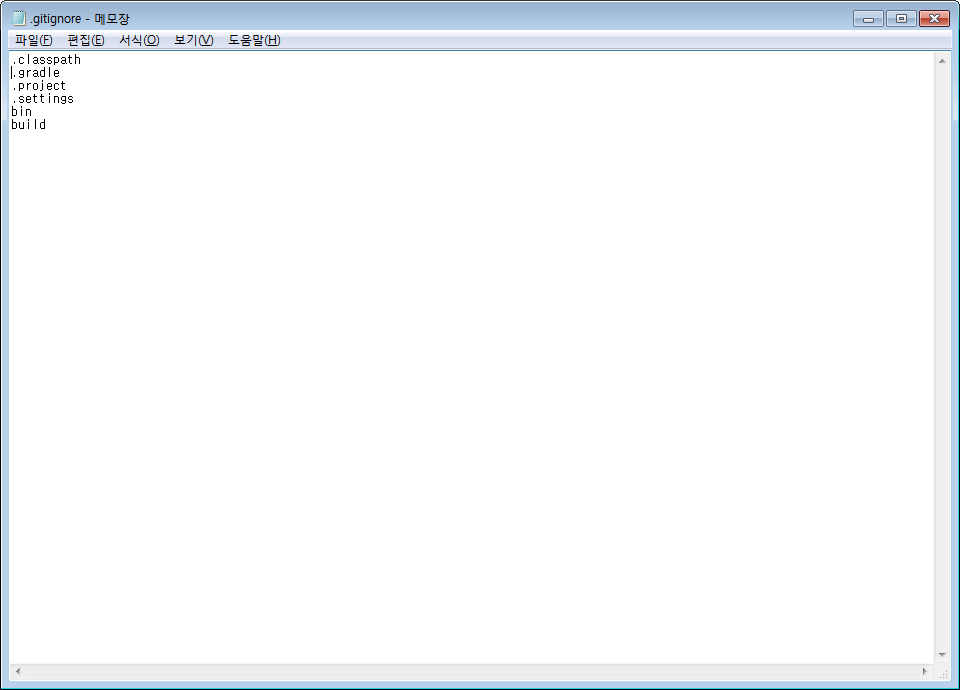 .gitignore - 메모장
파일(F) 편집(E) 서식(O) 보기(V) 도움말(H)
.classpath
.gradle
.project
.settings
bin
build